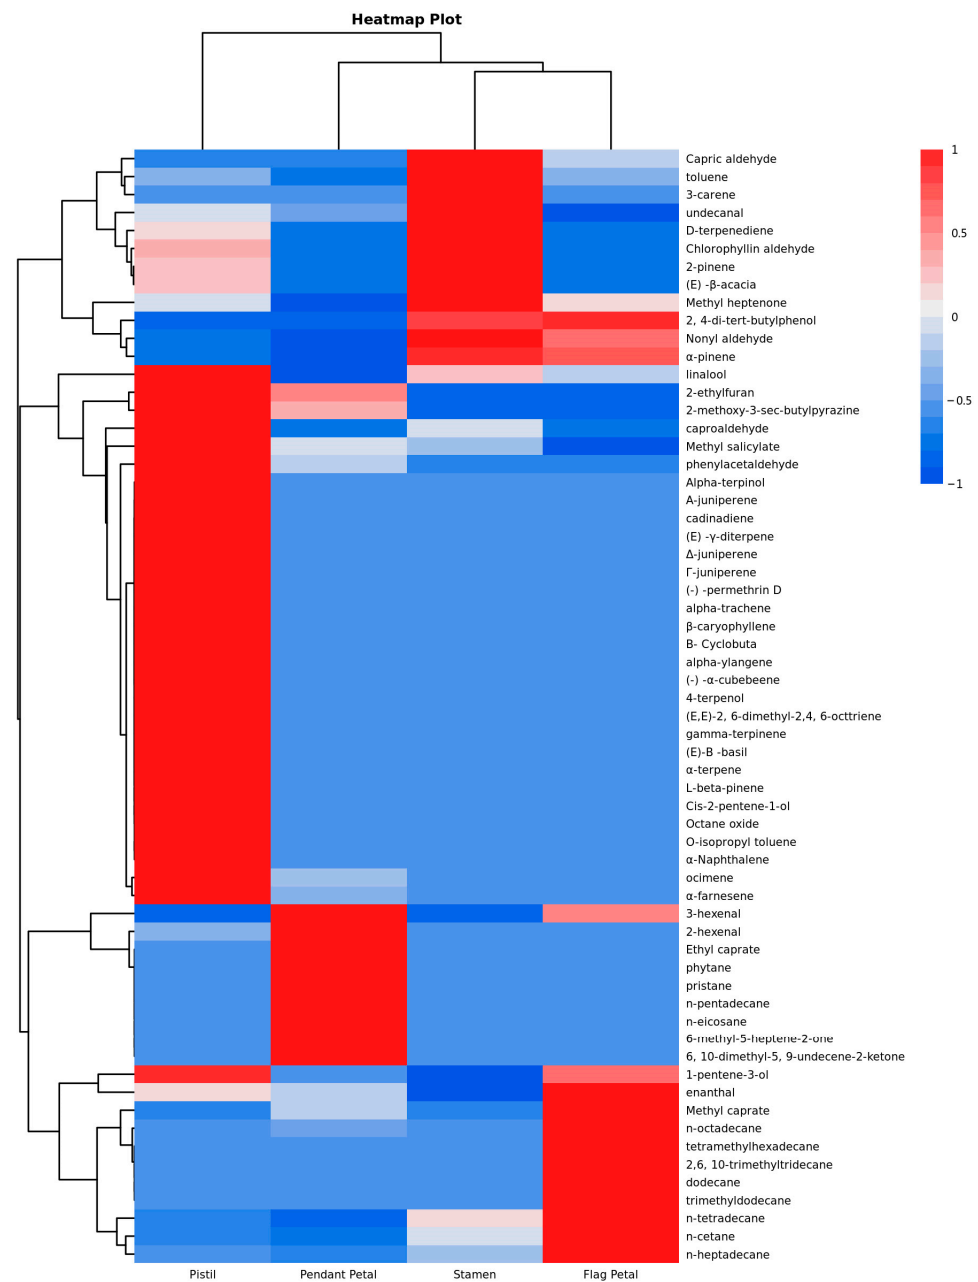 Heatmap Plot
Capric aldehyde
toluene
3-carene
undecanal
D-terpenediene
Chlorophyllin aldehyde
2-pinene
(E) -β-acacia
Methyl heptenone
2, 4-di-tert-butylphenol
Nonyl aldehyde
α-pinene
linalool
2-ethylfuran
2-methoxy-3-sec-butylpyrazine
caproaldehyde
Methyl salicylate
phenylacetaldehyde
Alpha-terpinol
A-juniperene
cadinadiene
(E) -γ-diterpene
Δ-juniperene
Γ-juniperene
(-) -permethrin D
alpha-trachene
β-caryophyllene
B- Cyclobuta
alpha-ylangene
(-) -α-cubebeene
4-terpenol
(E,E)-2, 6-dimethyl-2,4, 6-octtriene
gamma-terpinene
(E)-B -basil
α-terpene
L-beta-pinene
Cis-2-pentene-1-ol
Octane oxide
O-isopropyl toluene
α-Naphthalene
ocimene
α-farnesene
3-hexenal
2-hexenal
Ethyl caprate
phytane
pristane
n-pentadecane
n-eicosane
6-methyl-5-heptene-2-one
6, 10-dimethyl-5, 9-undecene-2-ketone
1-pentene-3-ol
enanthal
Methyl caprate
n-octadecane
tetramethylhexadecane
2,6, 10-trimethyltridecane
dodecane
trimethyldodecane
n-tetradecane
n-cetane
n-heptadecane
1
0.5
0
−0.5
−1
Pistil
Pendant Petal
Stamen
Flag Petal